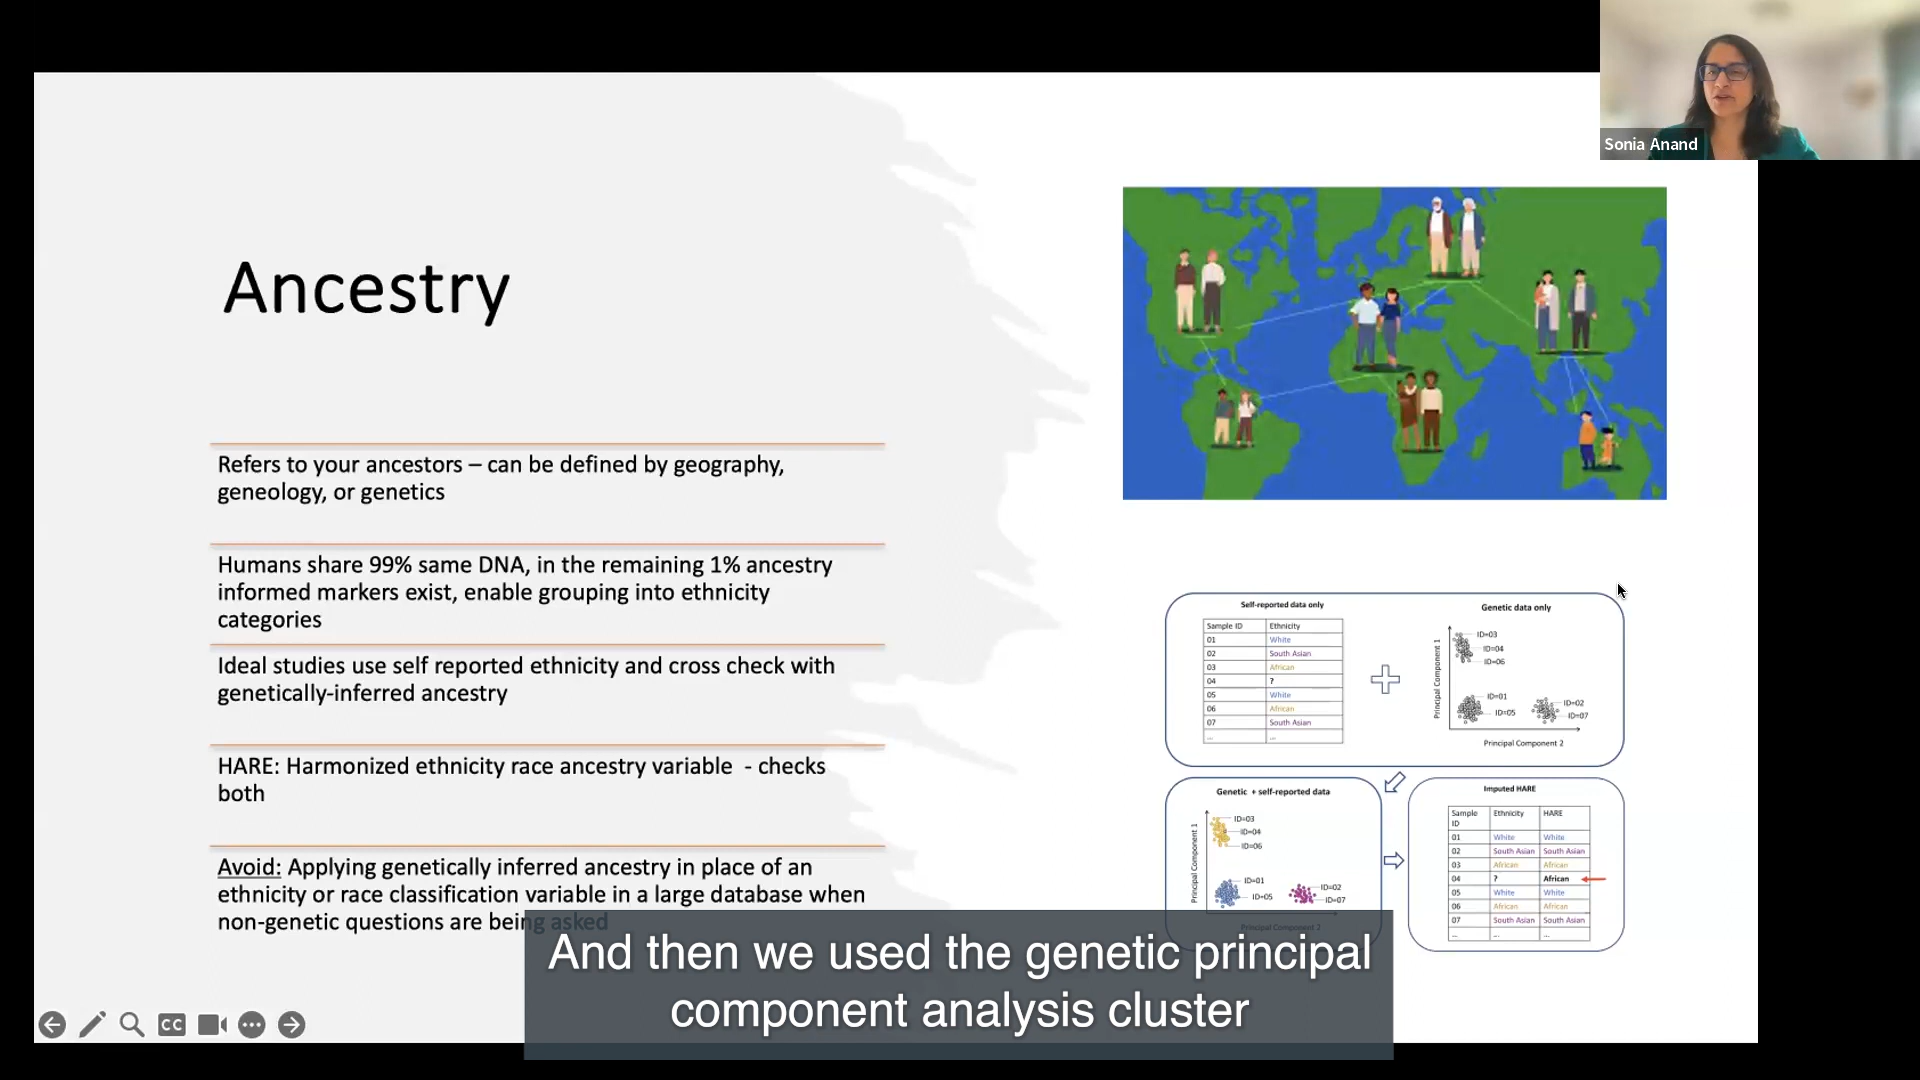 Sonia Anand
Ancestry
Refers to your ancestors – can be defined by geography,
geneology, or genetics
Humans share 99% same DNA, in the remaining 1% ancestry
informed markers exist, enable grouping into ethnicity
categories
Ideal studies use self reported ethnicity and cross check with
genetically-inferred ancestry
HARE: Harmonized ethnicity race ancestry variable - checks
both
Avoid: Applying genetically inferred ancestry in place of an
ethnicity or race classification variable in a large database when
non-genetic questions are being asked
Self-reported data only
Sample ID Ethnicity
01 White
02 South Asian
03 African
04 ?
05 White
06 African
07 South Asian
... ...
Genetic data only
Principal Component 1
ID=03
ID=04
ID=06
ID=01
ID=05
ID=02
ID=07
Principal Component 2
Genetic + self-reported data
Principal Component 1
ID=03
ID=04
ID=06
ID=01
ID=05
ID=02
ID=07
Principal Component 2
Imputed HARE
Sample Ethnicity HARE
ID
01 White White
02 South Asian South Asian
03 African African
04 ? African
05 White White
06 African African
07 South Asian South Asian
... ... ...
And then we used the genetic principal
component analysis cluster
CC